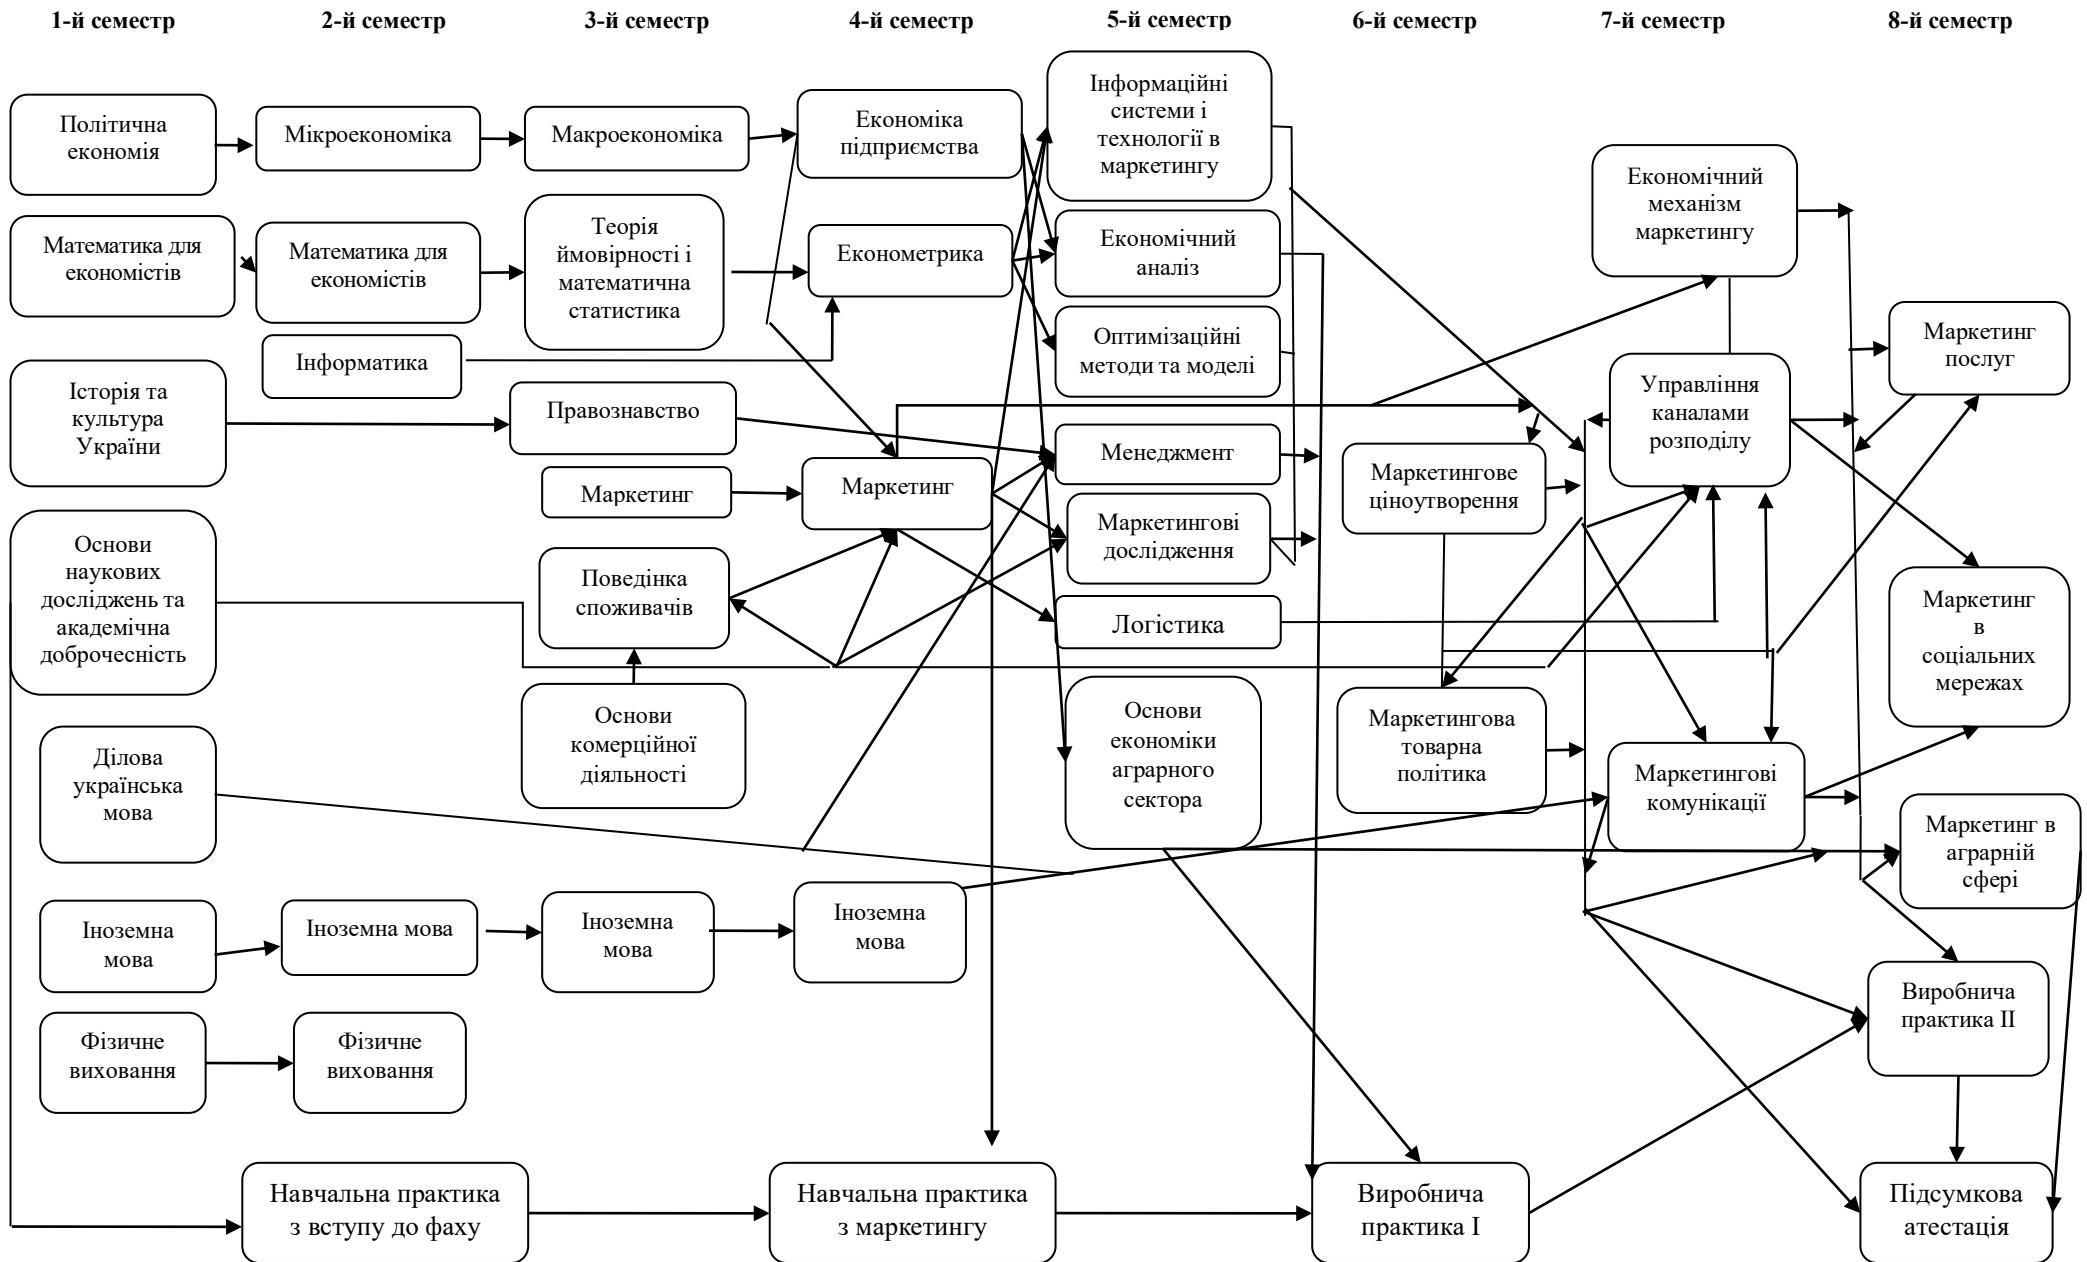 1-й семестр
2-й семестр
3-й семестр
4-й семестр
5-й семестр
6-й семестр
7-й семестр
8-й семестр
Політична
економія
Математика для
економістів
Історія та
культура
України
Основи
наукових
досліджень та
академічна
доброчесність
Ділова
українська
мова
Іноземна
мова
Фізичне
виховання
Мікроекономіка
Математика для
економістів
Інформатика
Іноземна мова
Фізичне
виховання
Навчальна практика
з вступу до фаху
Макроекономіка
Теорія
ймовірності і
математична
статистика
Правознавство
Маркетинг
Поведінка
споживачів
Основи
комерційної
діяльності
Іноземна
мова
Економіка
підприємства
Економетрика
Маркетинг
Іноземна
мова
Навчальна практика
з маркетингу
Інформаційні
системи і
технології в
маркетингу
Економічний
аналіз
Оптимізаційні
методи та моделі
Менеджмент
Маркетингові
дослідження
Логістика
Основи
економіки
аграрного
сектора
Маркетингове
ціноутворення
Маркетингова
товарна
політика
Виробнича
практика І
Економічний
механізм
маркетингу
Управління
каналами
розподілу
Маркетингові
комунікації
Маркетинг
послуг
Маркетинг
в
соціальних
мережах
Маркетинг в
аграрній
сфері
Виробнича
практика ІІ
Підсумкова
атестація